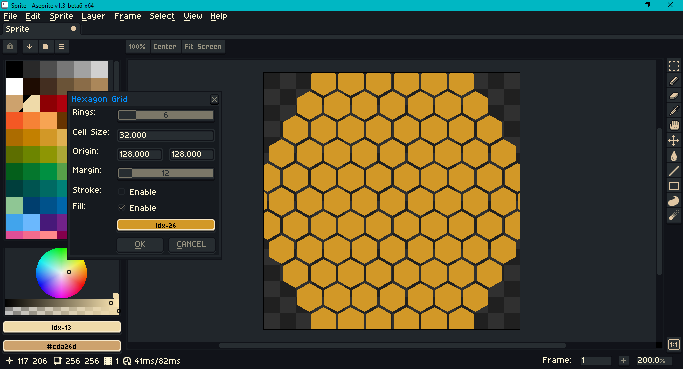 Sprite - Aseprite v1.3-beta6-x64
File Edit Sprite Layer Frame Select View Help
Sprite
100% Center Fit Screen
Hexagon Grid
Rings: 6
Cell Size: 32.000
Origin: 128.000 128.000
Margin: 12
Stroke: Enable
Fill: Enable
Idx-26
OK CANCEL
Idx-13
#cda26d
117 206 256 256 1 41ms/82ms
Frame: 1 200.0%
1:1